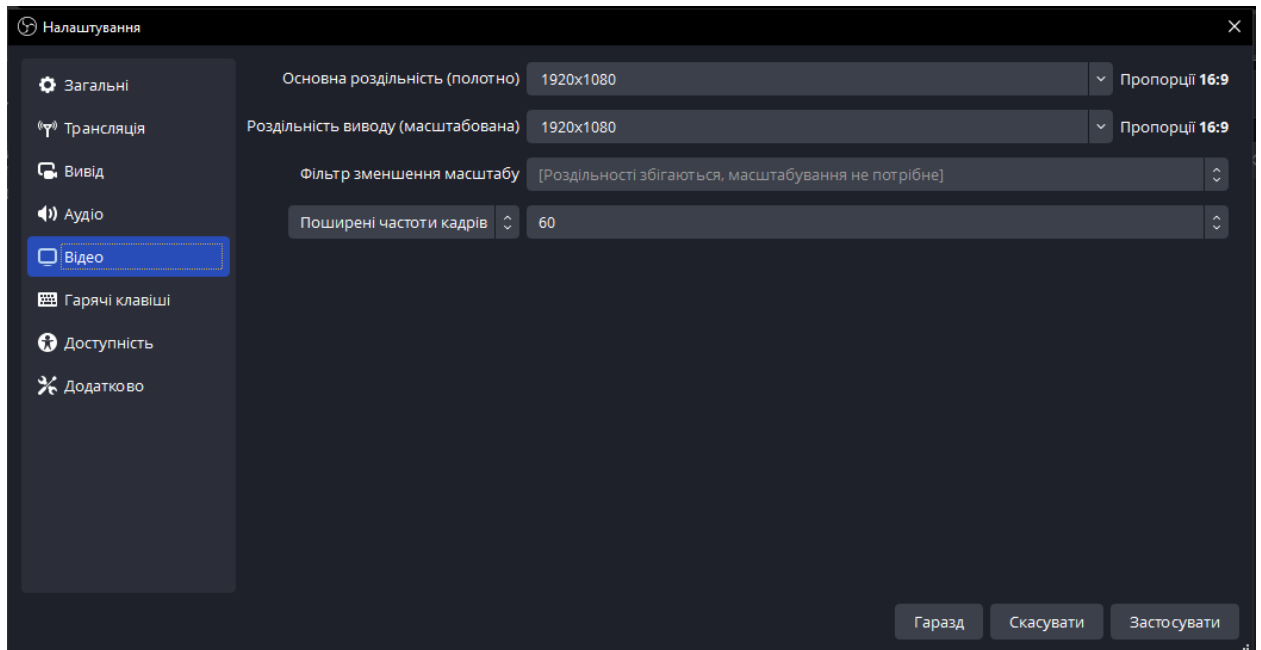 Налаштування
Загальні
Трансляція
Вивід
Аудіо
Відео
Гарячі клавіші
Доступність
Додатково
Основна роздільність (полотно) 1920x1080 Пропорції 16:9
Роздільність виводу (масштабована) 1920x1080 Пропорції 16:9
Фільтр зменшення масштабу [Роздільності збігаються, масштабування не потрібне]
Поширені частоти кадрів 60
Гаразд Скасувати Застосувати